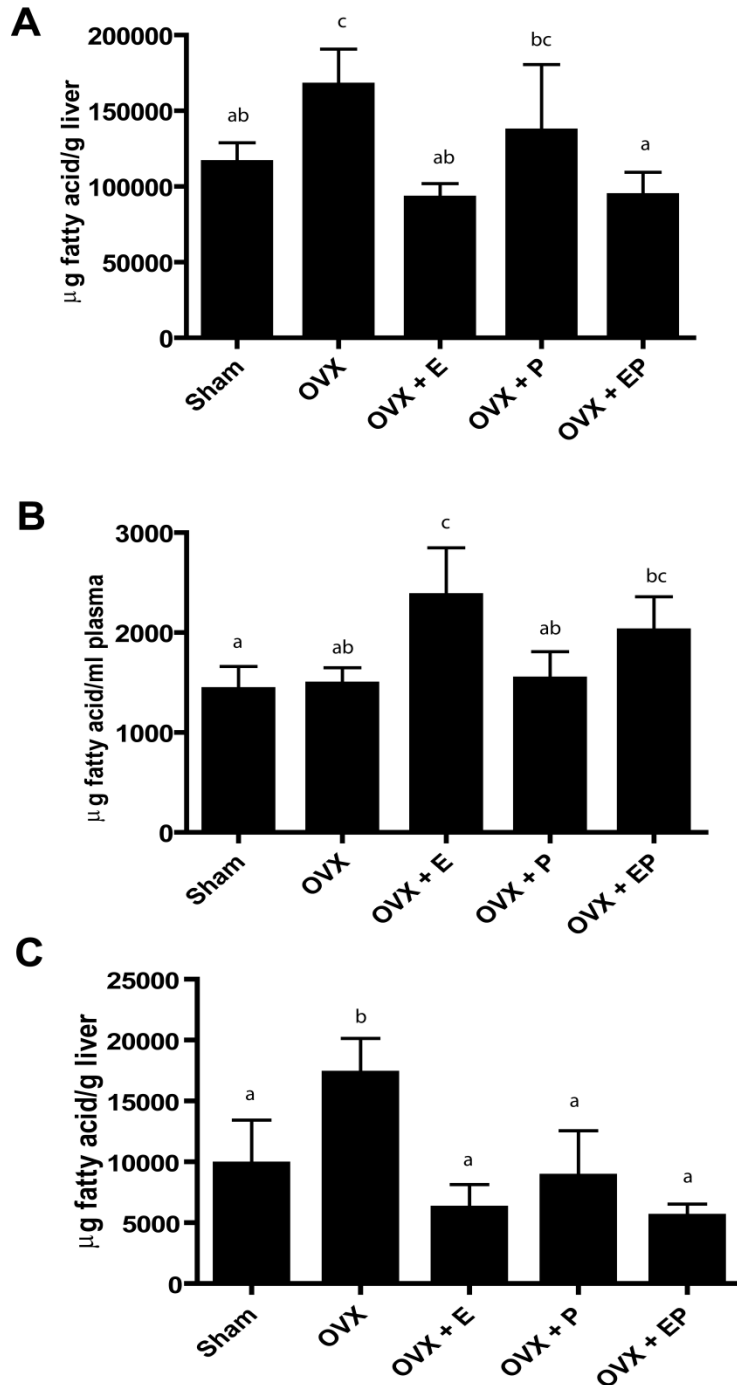 A
200000
150000
100000
50000
0
μg fatty acid/g liver
ab
c
ab
bc
a
Sham
OVX
OVX + E
OVX + P
OVX + EP
B
3000
2000
1000
0
μg fatty acid/ml plasma
a
ab
c
ab
bc
Sham
OVX
OVX + E
OVX + P
OVX + EP
C
25000
20000
15000
10000
5000
0
μg fatty acid/g liver
a
b
a
a
a
Sham
OVX
OVX + E
OVX + P
OVX + EP